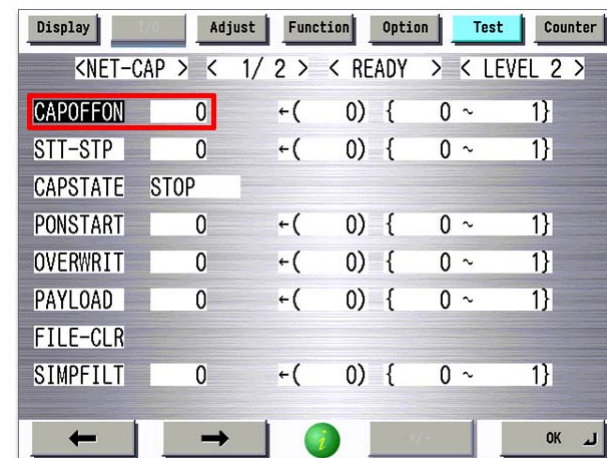 Display I/O Adjust Function Option Test Counter
<NET-CAP > < 1/ 2 > < READY > < LEVEL 2 >
CAPOFFON 0 ←( 0) { 0 ~ 1}
STT-STP 0 ←( 0) { 0 ~ 1}
CAPSTATE STOP
PONSTART 0 ←( 0) { 0 ~ 1}
OVERWRIT 0 ←( 0) { 0 ~ 1}
PAYLOAD 0 ←( 0) { 0 ~ 1}
FILE-CLR
SIMPFILT 0 ←( 0) { 0 ~ 1}
← → i +/- OK ↵